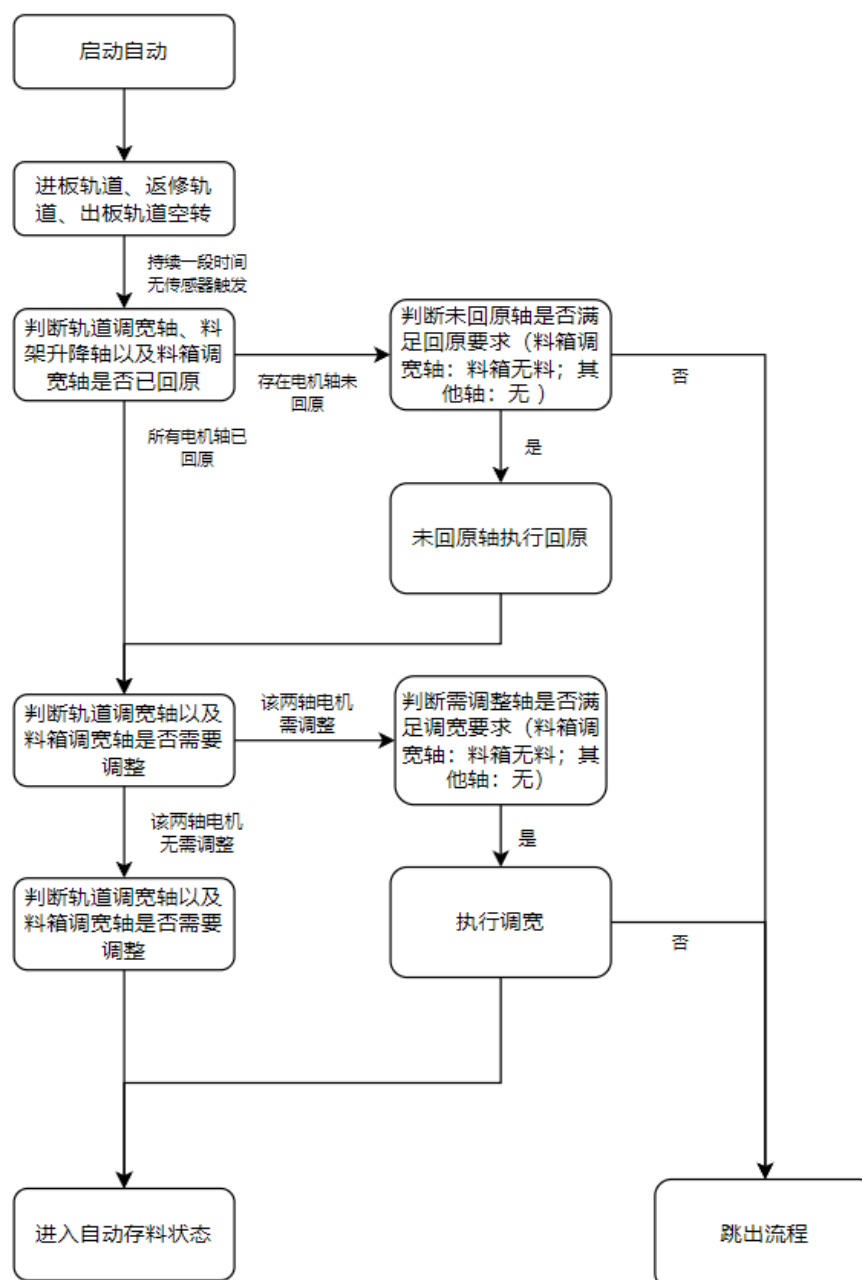 启动自动
进板轨道、返修轨
道、出板轨道空转
持续一段时间
无传感器触发
判断轨道调宽轴、料
架升降轴以及料箱调
宽轴是否已回原
存在电机轴未
回原
判断未回原轴是否满
足回原要求（料箱调
宽轴：料箱无料；其
他轴：无 ）
否
所有电机轴已
回原
是
未回原轴执行回原
判断轨道调宽轴以及
料箱调宽轴是否需要
调整
该两轴电机
需调整
判断需调整轴是否满
足调宽要求（料箱调
宽轴：料箱无料；其
他轴：无）
该两轴电机
无需调整
是
判断轨道调宽轴以及
料箱调宽轴是否需要
调整
执行调宽
否
进入自动存料状态
跳出流程